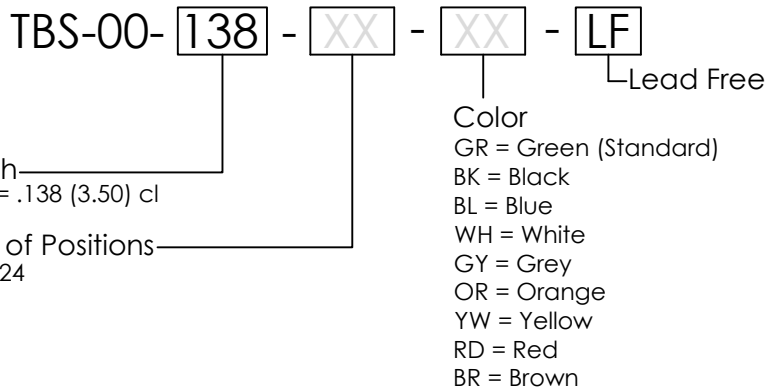 TBS-00- 138 - XX - XX - LF
Lead Free
Color
GR = Green (Standard)
BK = Black
BL = Blue
WH = White
GY = Grey
OR = Orange
YW = Yellow
RD = Red
BR = Brown
h
= .138 (3.50) cl
of Positions
24